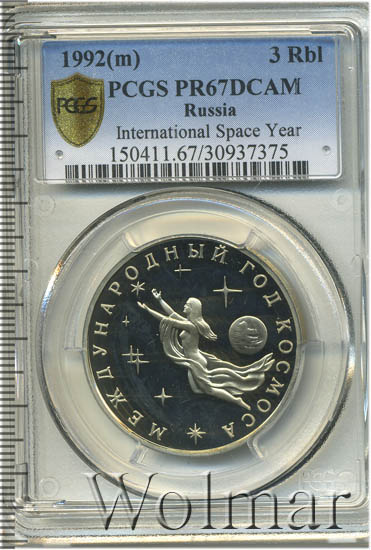 1992(m) 3 Rbl
PCGS PR67DCAM
Russia
International Space Year
150411.67/30937375
PCGS
МЕЖДУНАРОДНЫЙ ГОД КОСМОСА
Wolmar